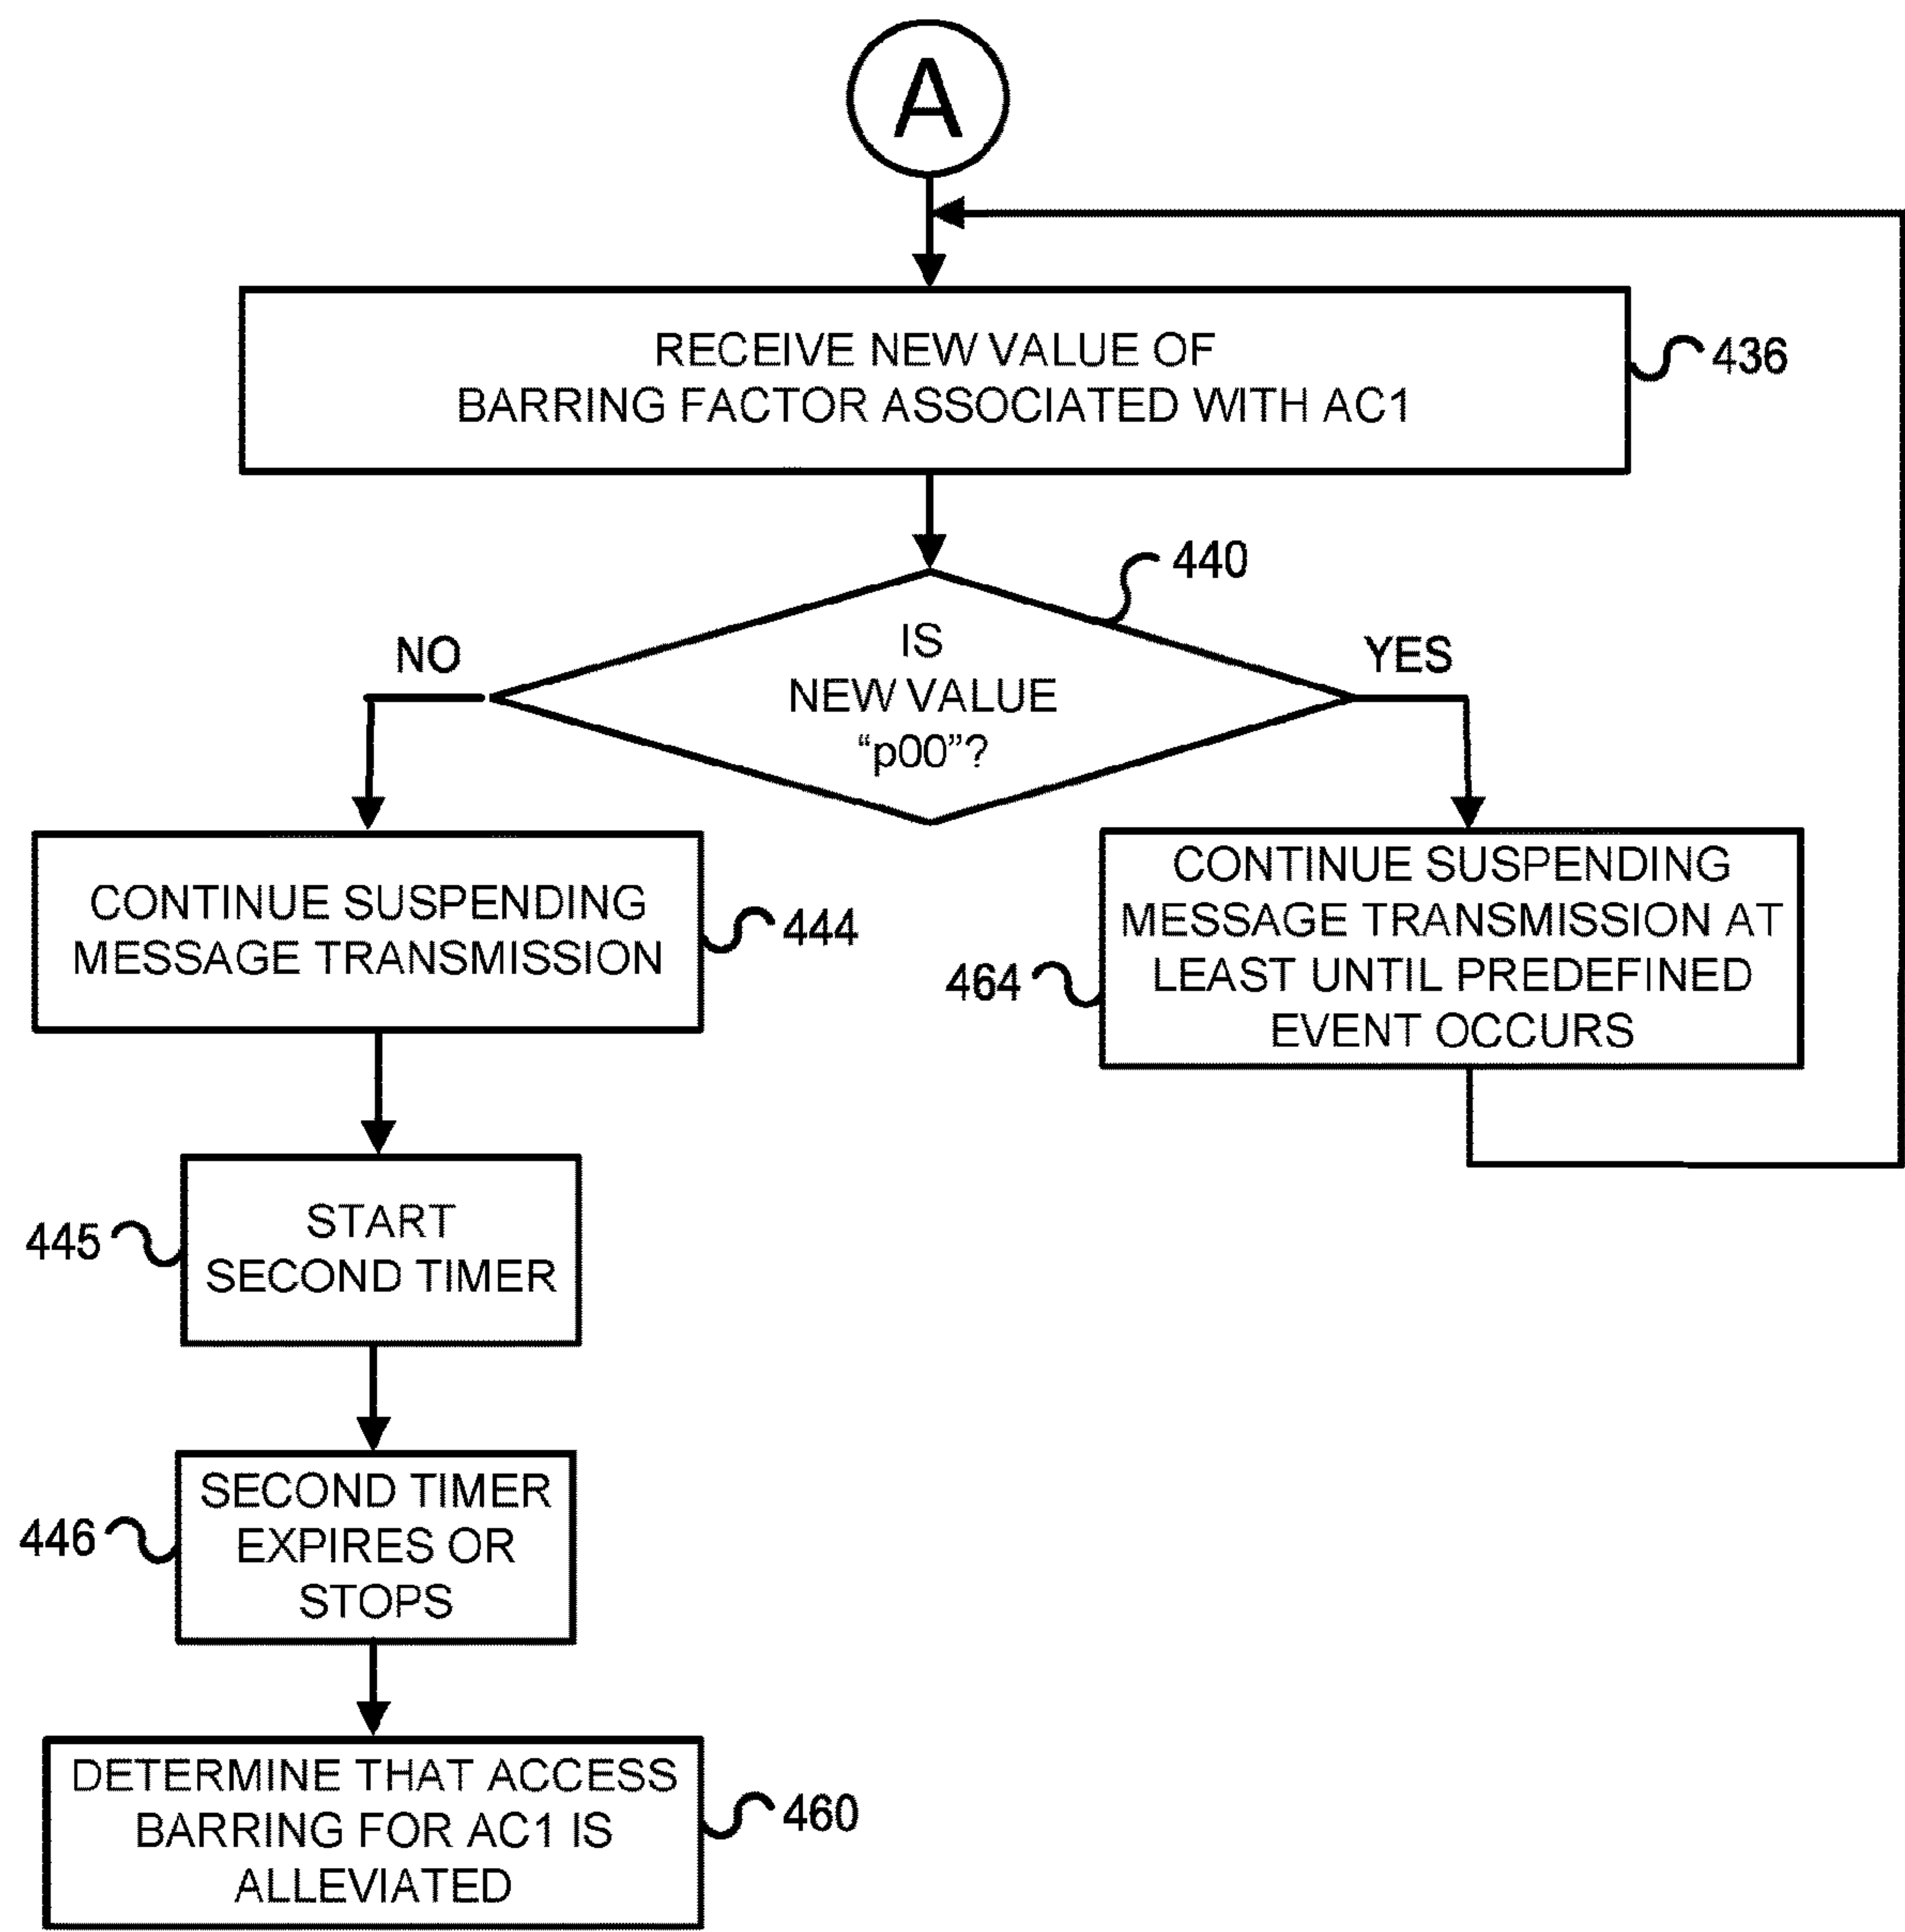 A
RECEIVE NEW VALUE OF
BARRING FACTOR ASSOCIATED WITH AC1
436
440
IS
NEW VALUE
“p00”?
NO
YES
CONTINUE SUSPENDING
MESSAGE TRANSMISSION
444
CONTINUE SUSPENDING
MESSAGE TRANSMISSION AT
LEAST UNTIL PREDEFINED
EVENT OCCURS
464
START
SECOND TIMER
445
SECOND TIMER
EXPIRES OR
STOPS
446
DETERMINE THAT ACCESS
BARRING FOR AC1 IS
ALLEVIATED
460